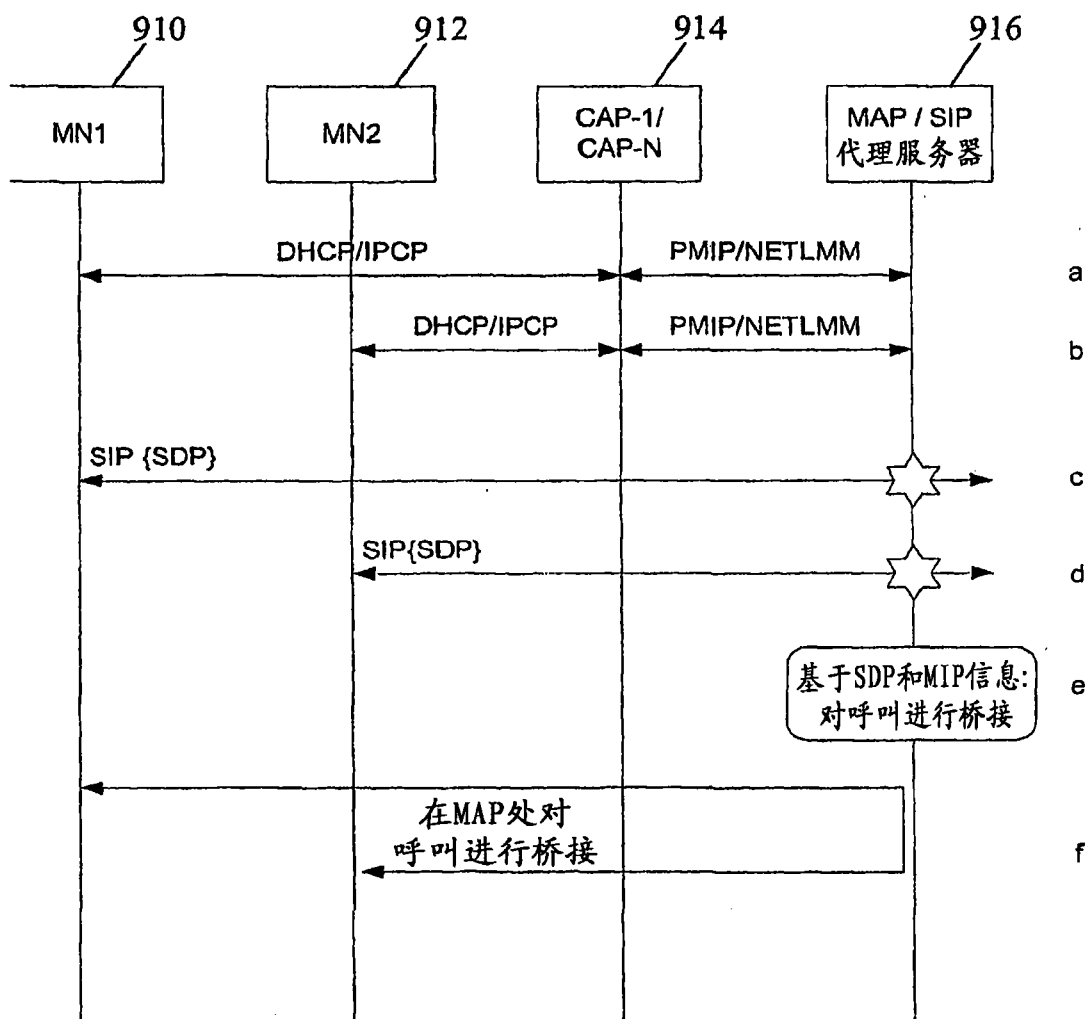 910
912
914
916
MN1
MN2
CAP-1/
CAP-N
MAP / SIP
代理服务器
DHCP/IPCP
PMIP/NETLMM
a
DHCP/IPCP
PMIP/NETLMM
b
SIP {SDP}
c
SIP{SDP}
d
基于SDP和MIP信息:
对呼叫进行桥接
e
在MAP处对
呼叫进行桥接
f